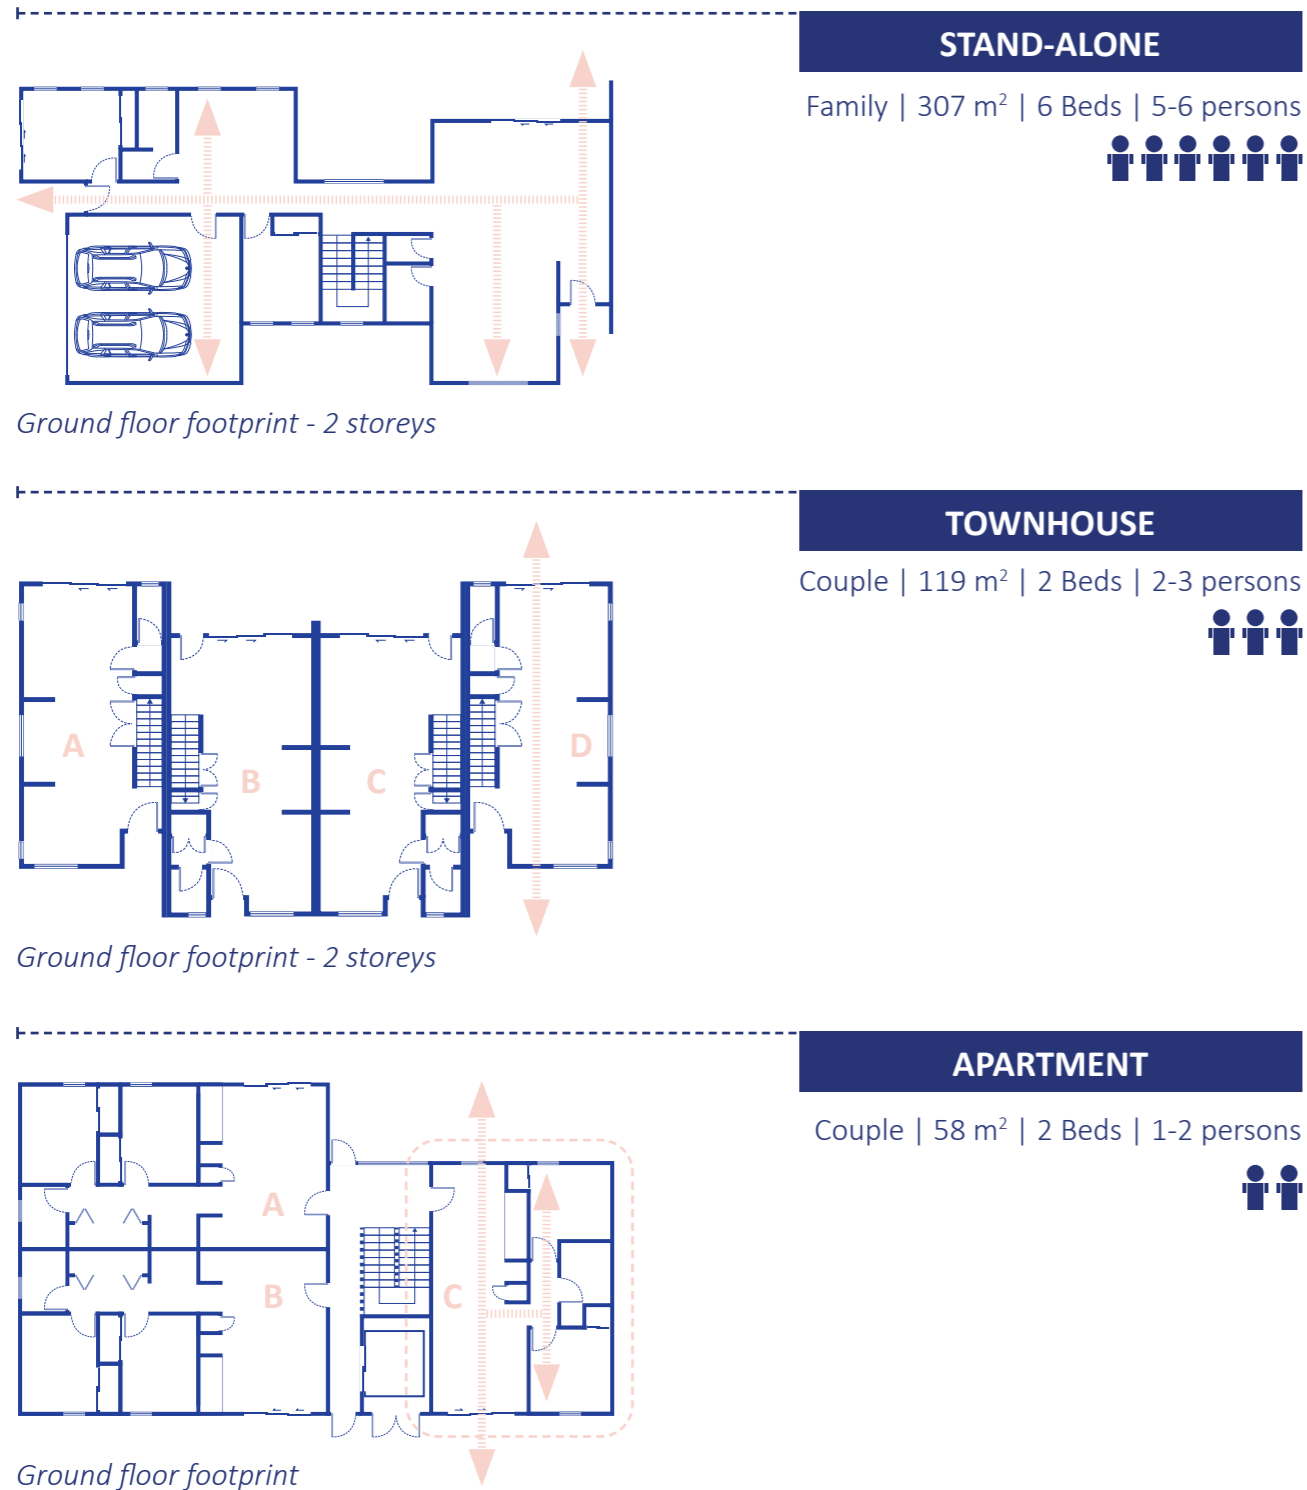 STAND-ALONE
Family | 307 m² | 6 Beds | 5-6 persons
Ground floor footprint - 2 storeys
TOWNHOUSE
Couple | 119 m² | 2 Beds | 2-3 persons
A
B
C
D
Ground floor footprint - 2 storeys
APARTMENT
Couple | 58 m² | 2 Beds | 1-2 persons
A
B
C
Ground floor footprint